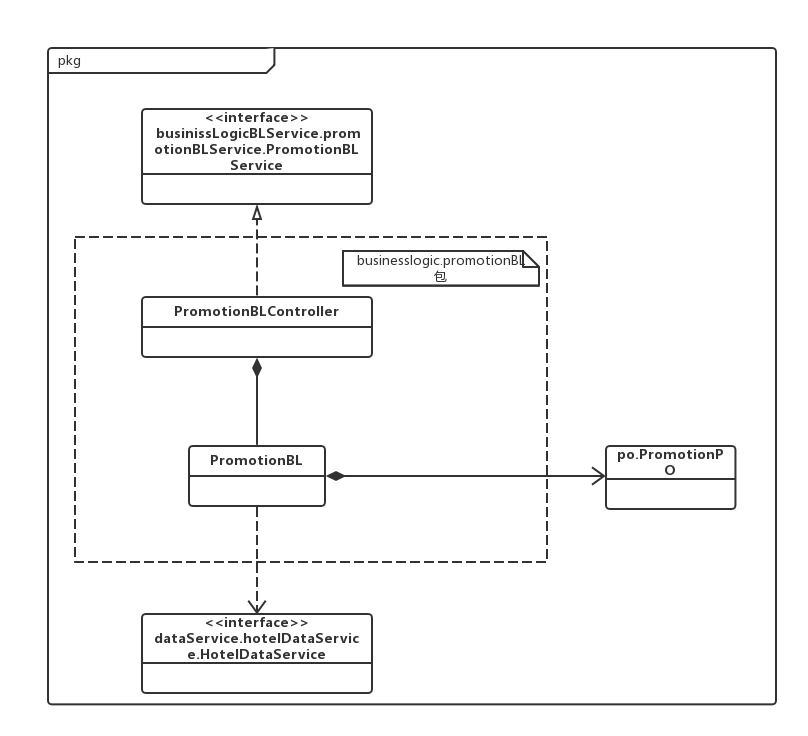 pkg
<<interface>>
businissLogicBLService.prom
otionBLService.PromotionBL
Service
businesslogic.promotionBL
包
PromotionBLController
PromotionBL
po.PromotionP
O
<<interface>>
dataService.hotelDataServic
e.HotelDataService